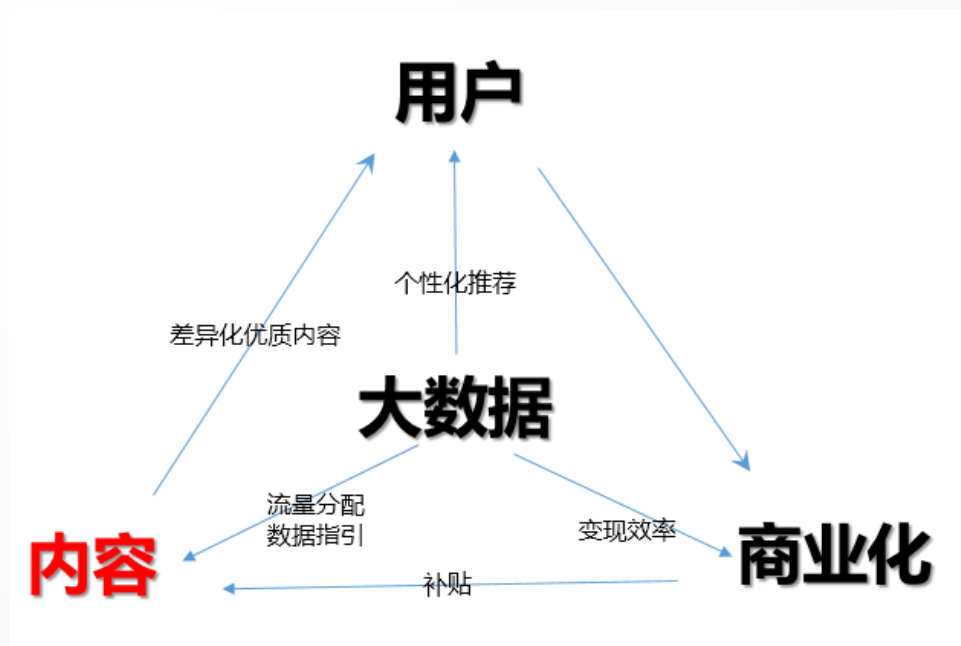 用户
个性化推荐
差异化优质内容
大数据
流量分配
数据指引
变现效率
内容
补贴
商业化